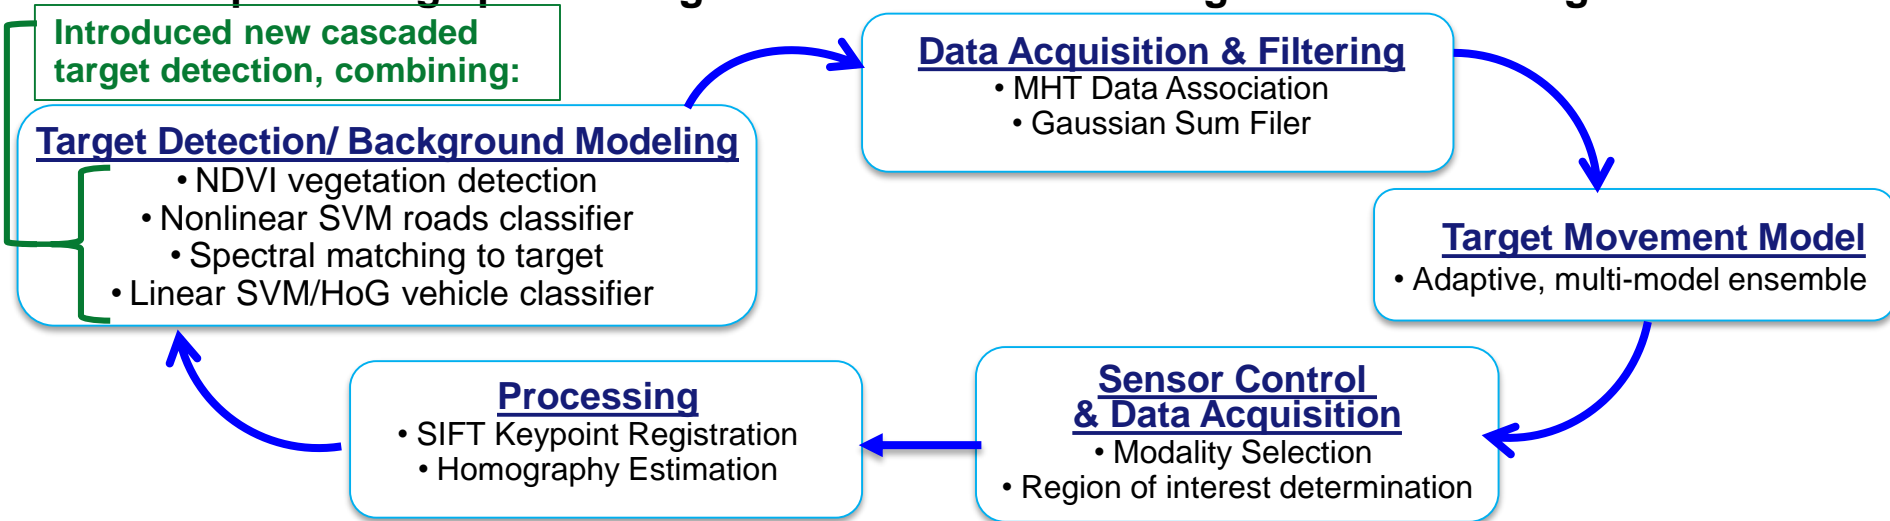 Introduced new cascaded
target detection, combining:
Target Detection/ Background Modeling
• NDVI vegetation detection
• Nonlinear SVM roads classifier
• Spectral matching to target
• Linear SVM/HoG vehicle classifier
Data Acquisition & Filtering
• MHT Data Association
• Gaussian Sum Filer
Target Movement Model
• Adaptive, multi-model ensemble
Sensor Control
& Data Acquisition
• Modality Selection
• Region of interest determination
Processing
• SIFT Keypoint Registration
• Homography Estimation